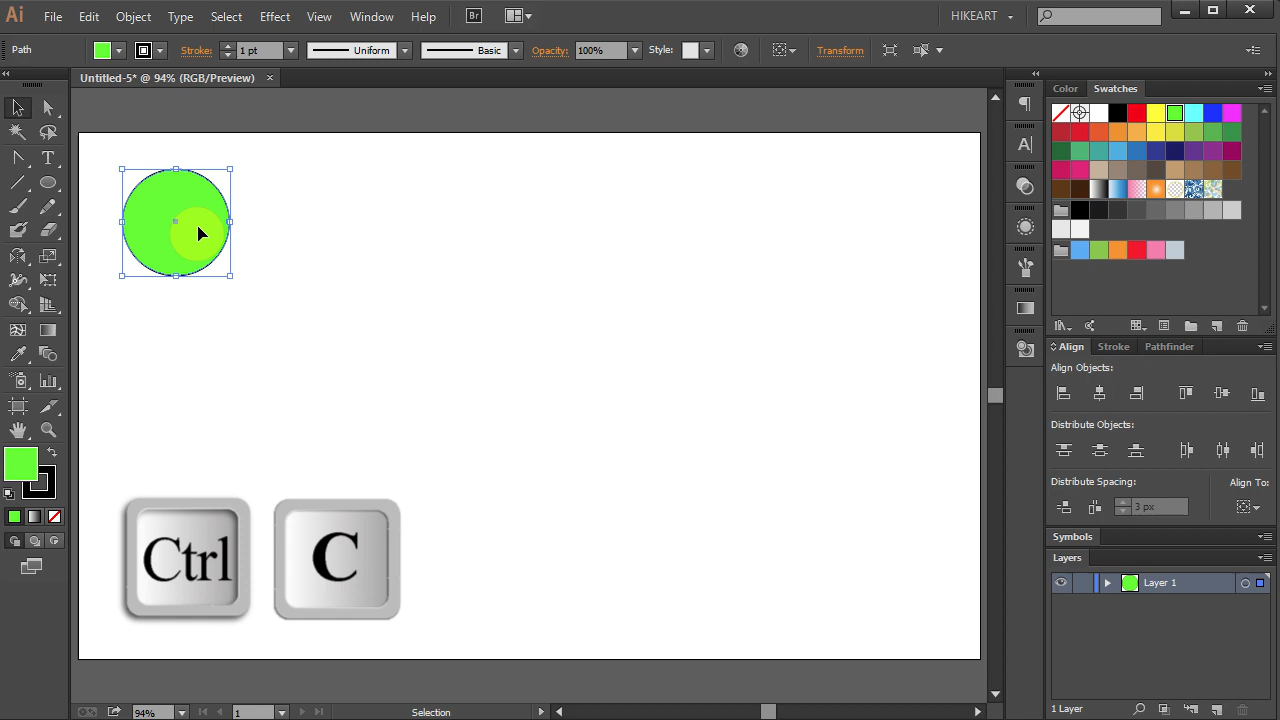 Ai File Edit Object Type Select Effect View Window Help Br HIKEART
Path Stroke: 1 pt Uniform Basic Opacity: 100% Style: Transform
Untitled-5* @ 94% (RGB/Preview) ×
Color Swatches
Align Stroke Pathfinder
Align Objects:
Distribute Objects:
Distribute Spacing: Align To:
3 px
Symbols
Layers
Layer 1
Ctrl C
94% 1 Selection
1 Layer